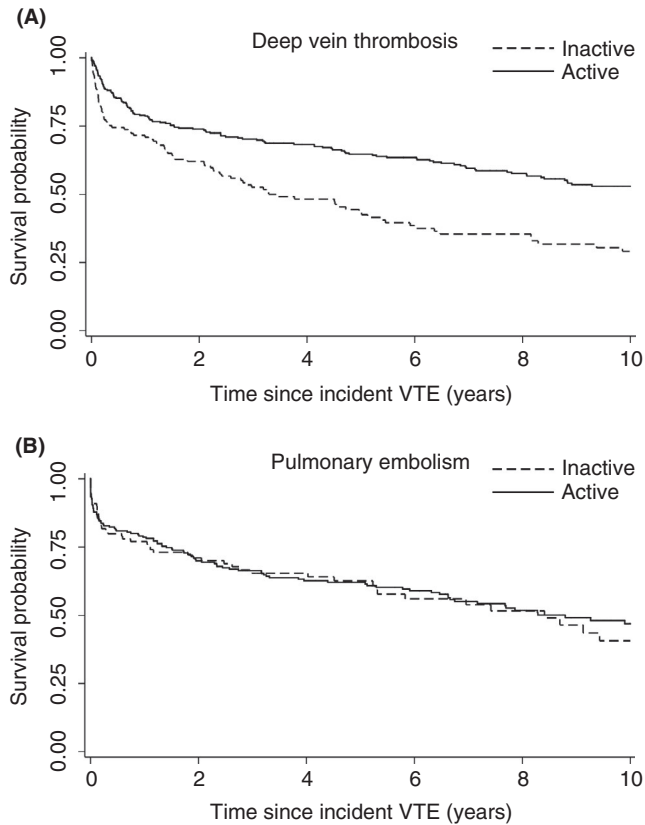 (A)
Deep vein thrombosis
Inactive
Active
Survival probability
1.00
0.75
0.50
0.25
0.00
0 2 4 6 8 10
Time since incident VTE (years)
(B)
Pulmonary embolism
Inactive
Active
Survival probability
1.00
0.75
0.50
0.25
0.00
0 2 4 6 8 10
Time since incident VTE (years)